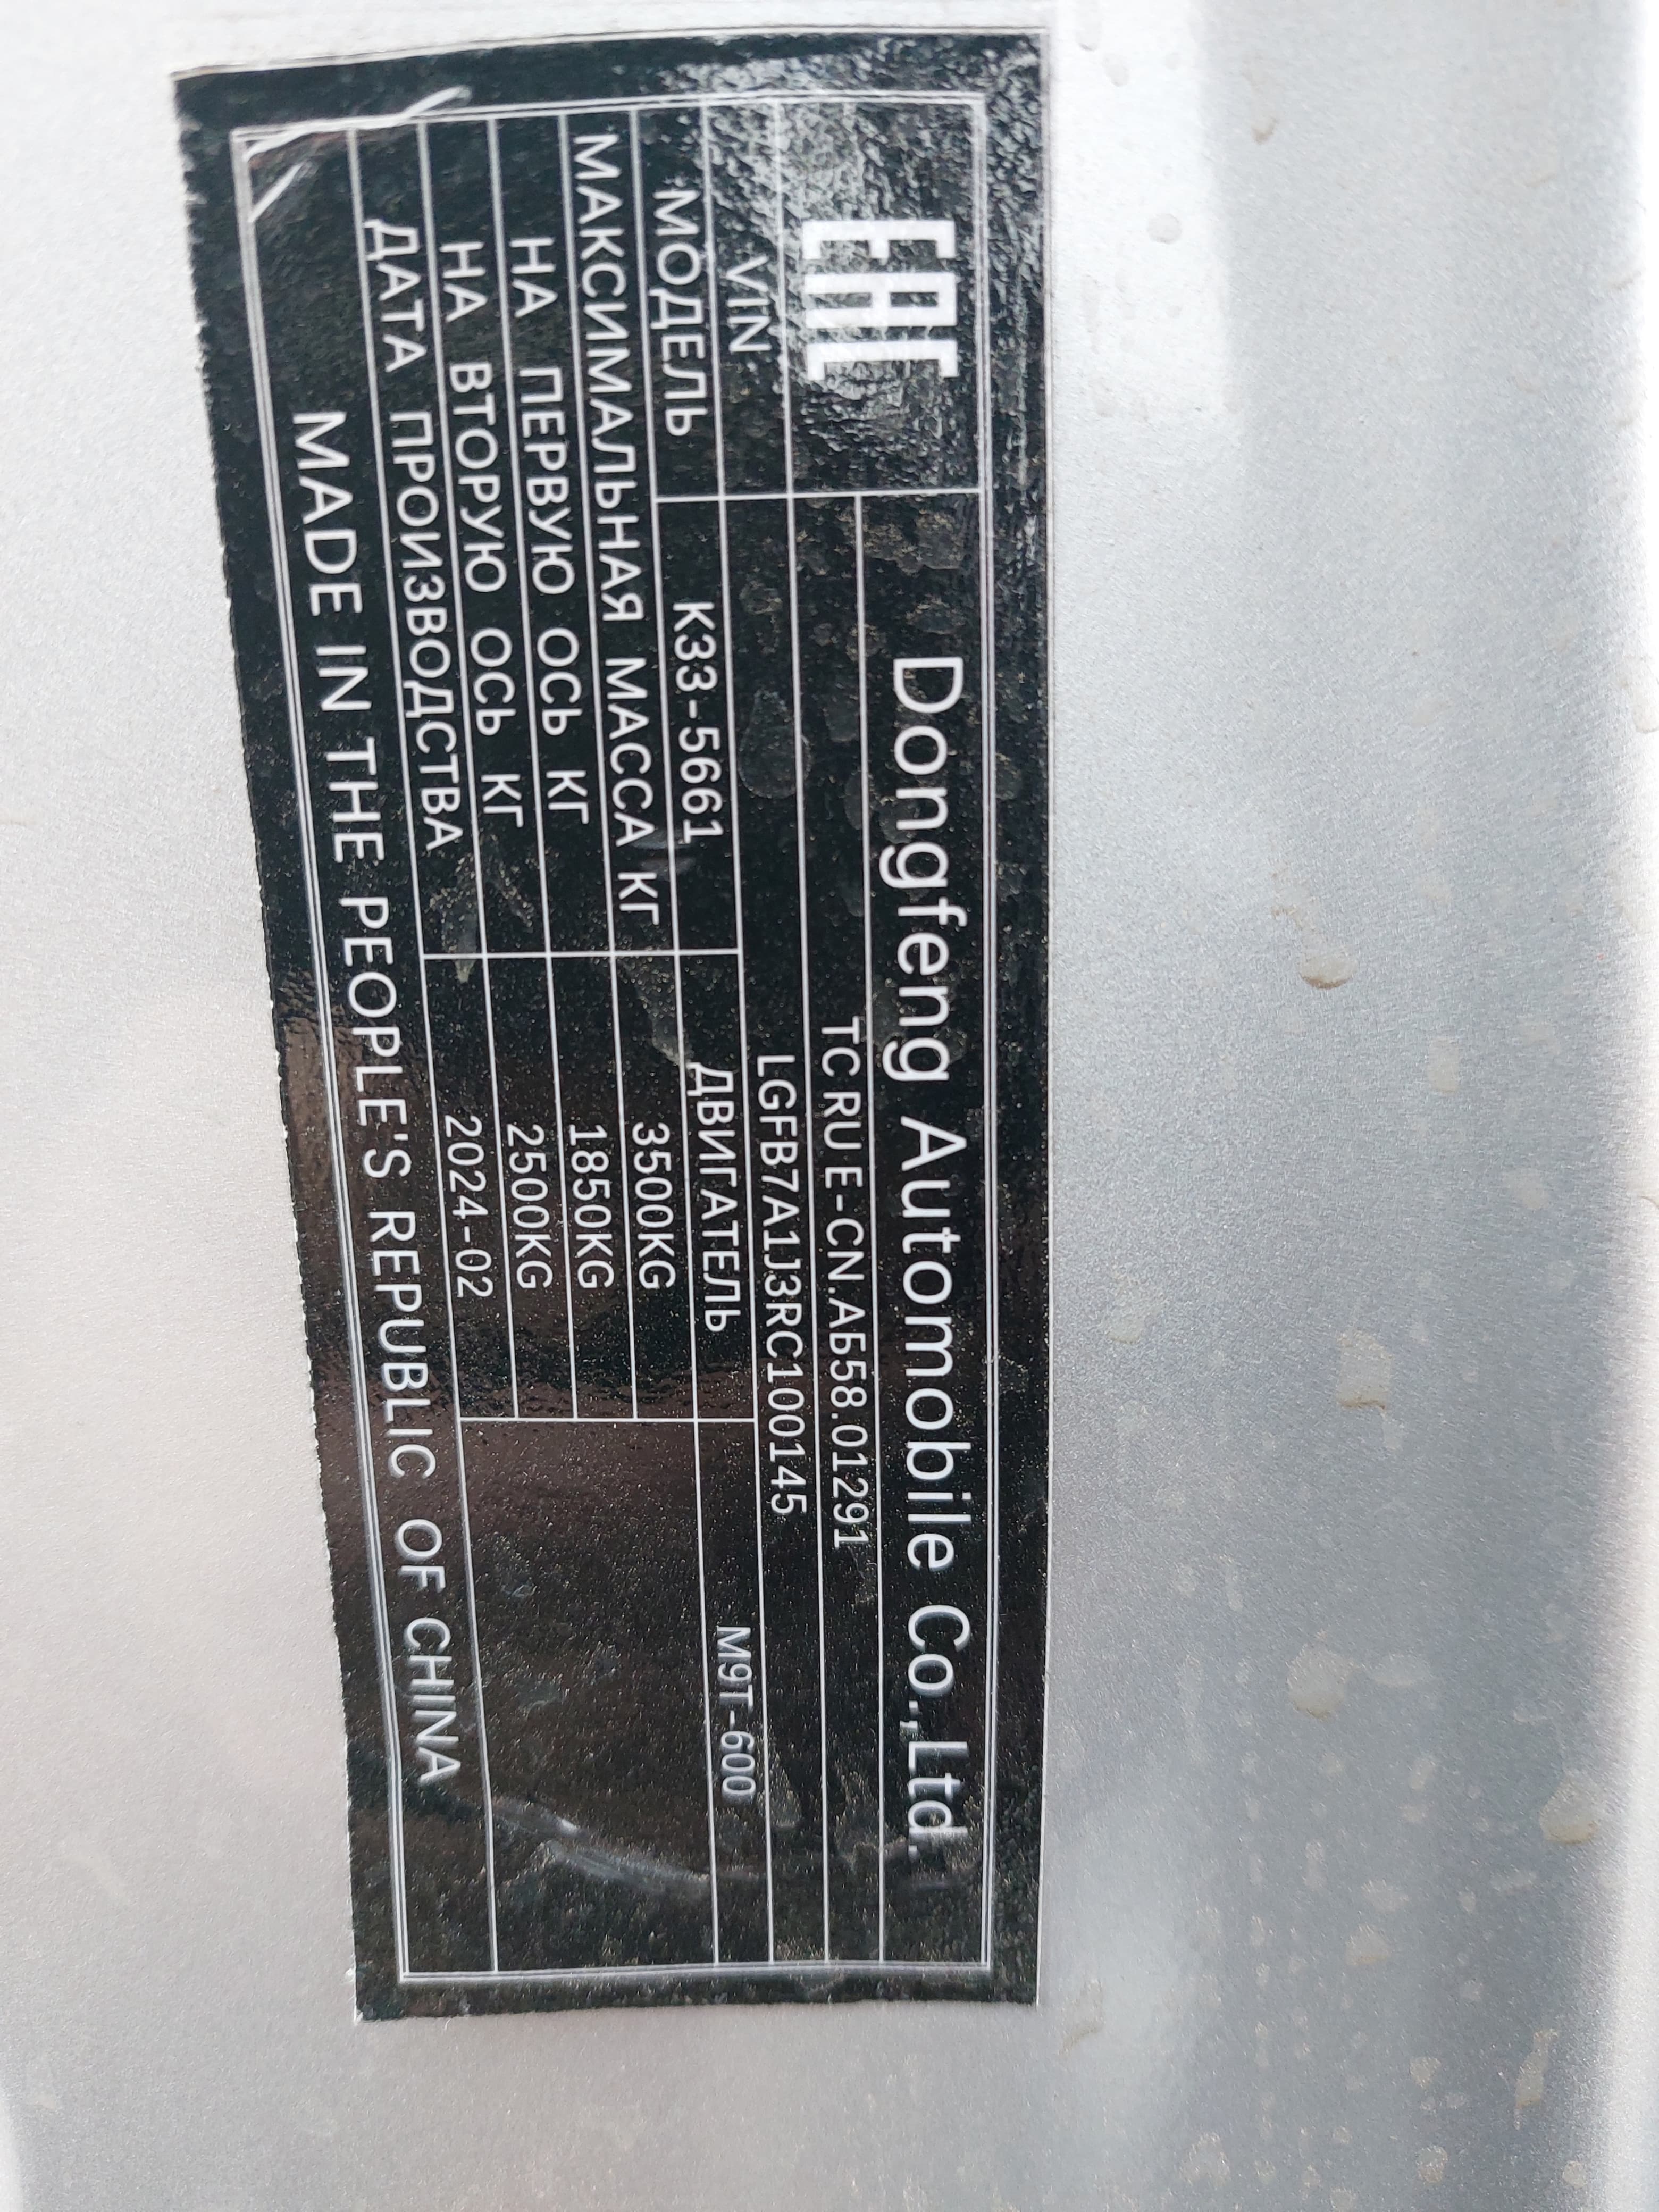 EAC Dongfeng Automobile Co.,Ltd.
TC RU E-CN.АБ58.01291
VIN LGFB7A1J3RC100145
МОДЕЛЬ K33-5661 ДВИГАТЕЛЬ M9T-600
МАКСИМАЛЬНАЯ МАССА КГ 3500KG
НА ПЕРВУЮ ОСЬ КГ 1850KG
НА ВТОРУЮ ОСЬ КГ 2500KG
ДАТА ПРОИЗВОДСТВА 2024-02
MADE IN THE PEOPLE'S REPUBLIC OF CHINA